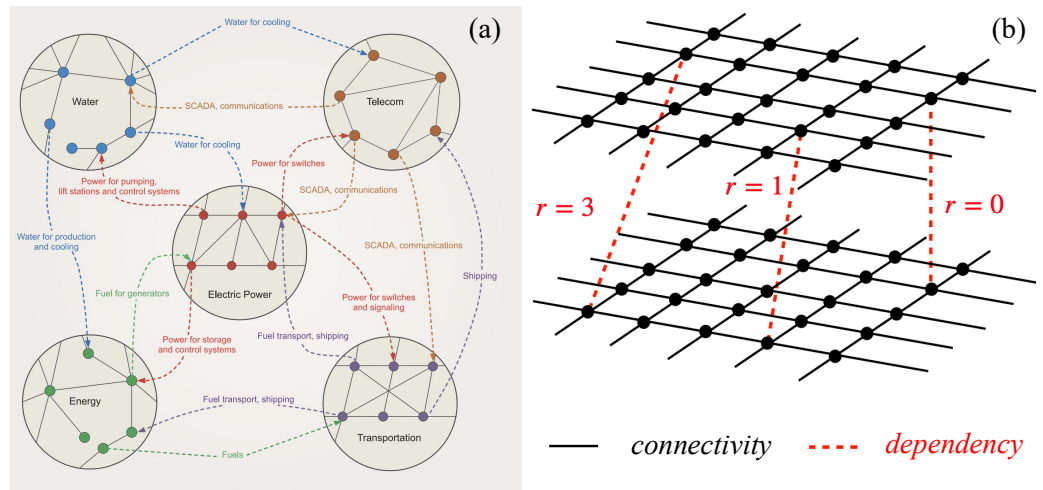 (a)
Water for cooling
Water
Telecom
SCADA, communications
Water for cooling
Power for switches
Power for pumping,
lift stations and control systems
SCADA, communications
Water for production
and cooling
SCADA, communications
Shipping
Fuel for generators
Electric Power
Power for switches
and signaling
Power for storage
and control systems
Fuel transport, shipping
Energy
Fuel transport, shipping
Transportation
Fuels
(b)
r = 3
r = 1
r = 0
connectivity
dependency